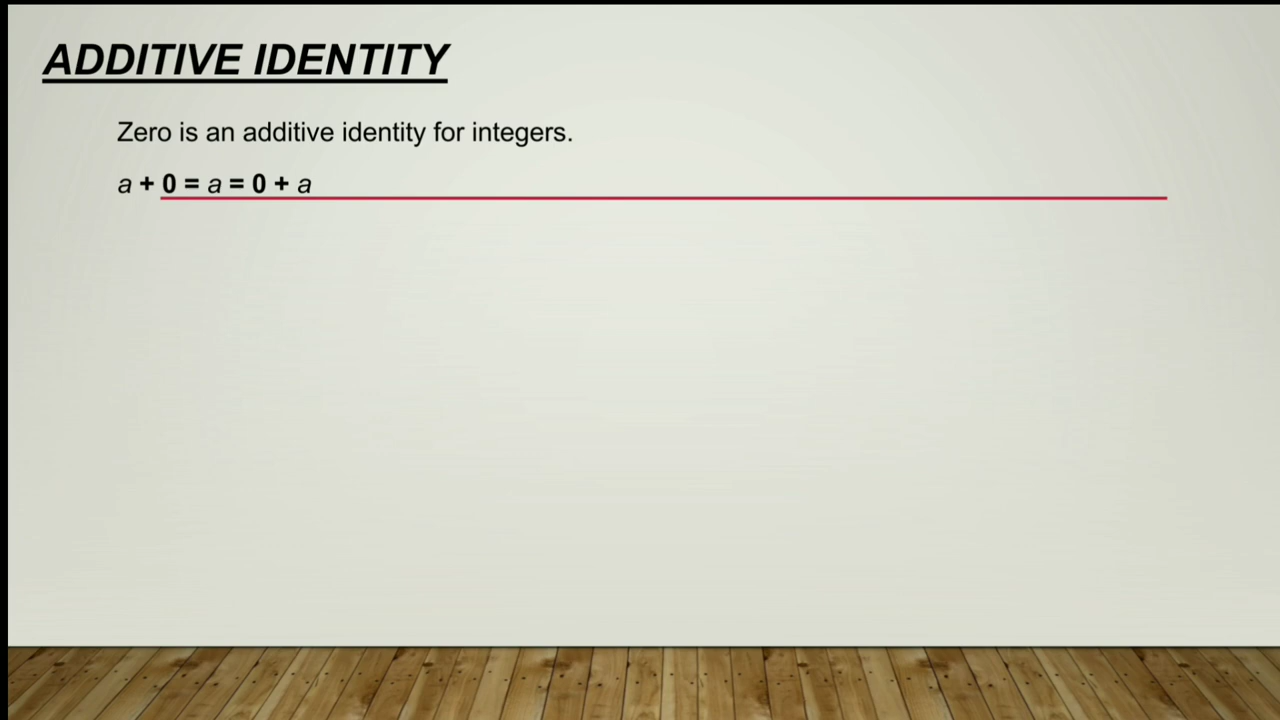 ADDITIVE IDENTITY
Zero is an additive identity for integers.
a + 0 = a = 0 + a